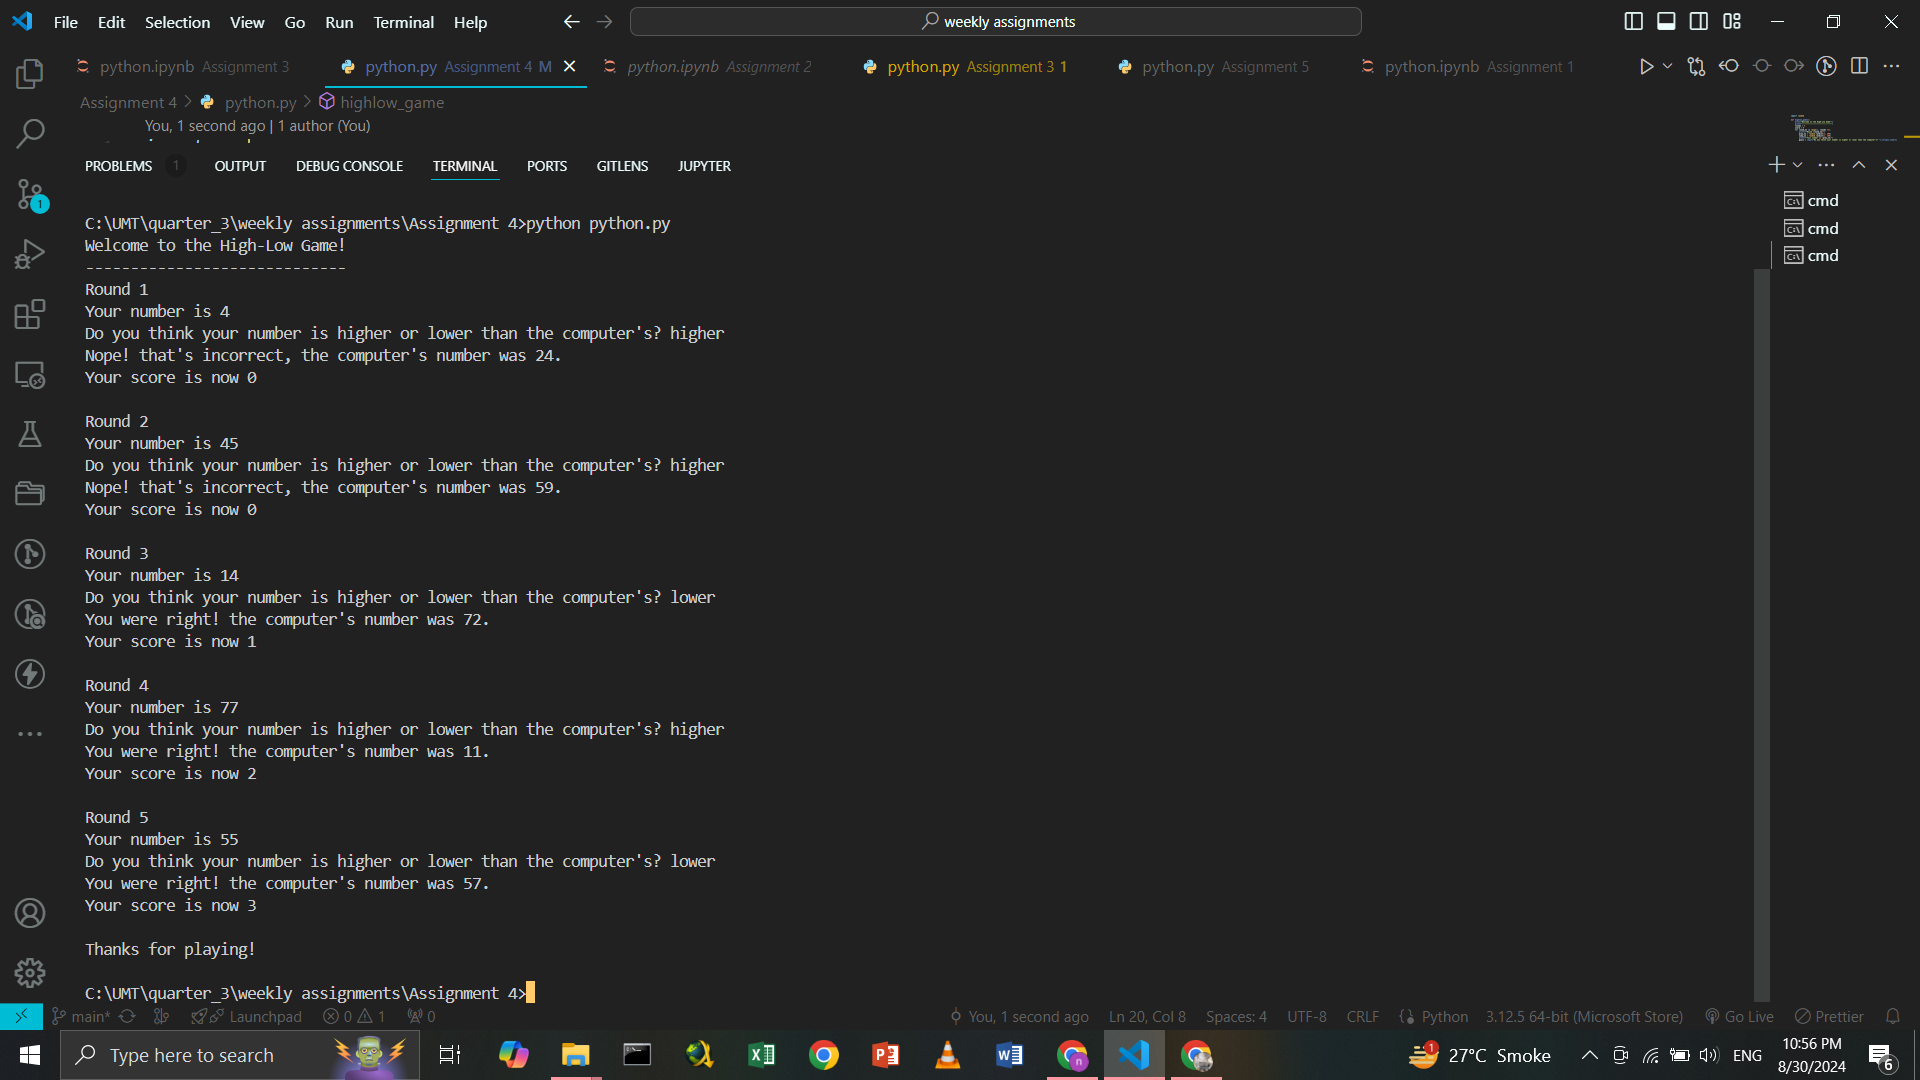 File Edit Selection View Go Run Terminal Help
weekly assignments
python.ipynb Assignment 3
python.py Assignment 4 M
python.ipynb Assignment 2
python.py Assignment 3 1
python.py Assignment 5
python.ipynb Assignment 1
Assignment 4 > python.py > highlow_game
You, 1 second ago | 1 author (You)
PROBLEMS 1 OUTPUT DEBUG CONSOLE TERMINAL PORTS GITLENS JUPYTER
cmd
cmd
cmd
C:\UMT\quarter_3\weekly assignments\Assignment 4>python python.py
Welcome to the High-Low Game!
-----------------------------
Round 1
Your number is 4
Do you think your number is higher or lower than the computer's? higher
Nope! that's incorrect, the computer's number was 24.
Your score is now 0
Round 2
Your number is 45
Do you think your number is higher or lower than the computer's? higher
Nope! that's incorrect, the computer's number was 59.
Your score is now 0
Round 3
Your number is 14
Do you think your number is higher or lower than the computer's? lower
You were right! the computer's number was 72.
Your score is now 1
Round 4
Your number is 77
Do you think your number is higher or lower than the computer's? higher
You were right! the computer's number was 11.
Your score is now 2
Round 5
Your number is 55
Do you think your number is higher or lower than the computer's? lower
You were right! the computer's number was 57.
Your score is now 3
Thanks for playing!
C:\UMT\quarter_3\weekly assignments\Assignment 4>
1
main* Launchpad 0 1 0 You, 1 second ago Ln 20, Col 8 Spaces: 4 UTF-8 CRLF Python 3.12.5 64-bit (Microsoft Store) Go Live Prettier
Type here to search
1 27°C Smoke ENG
10:56 PM
8/30/2024
6